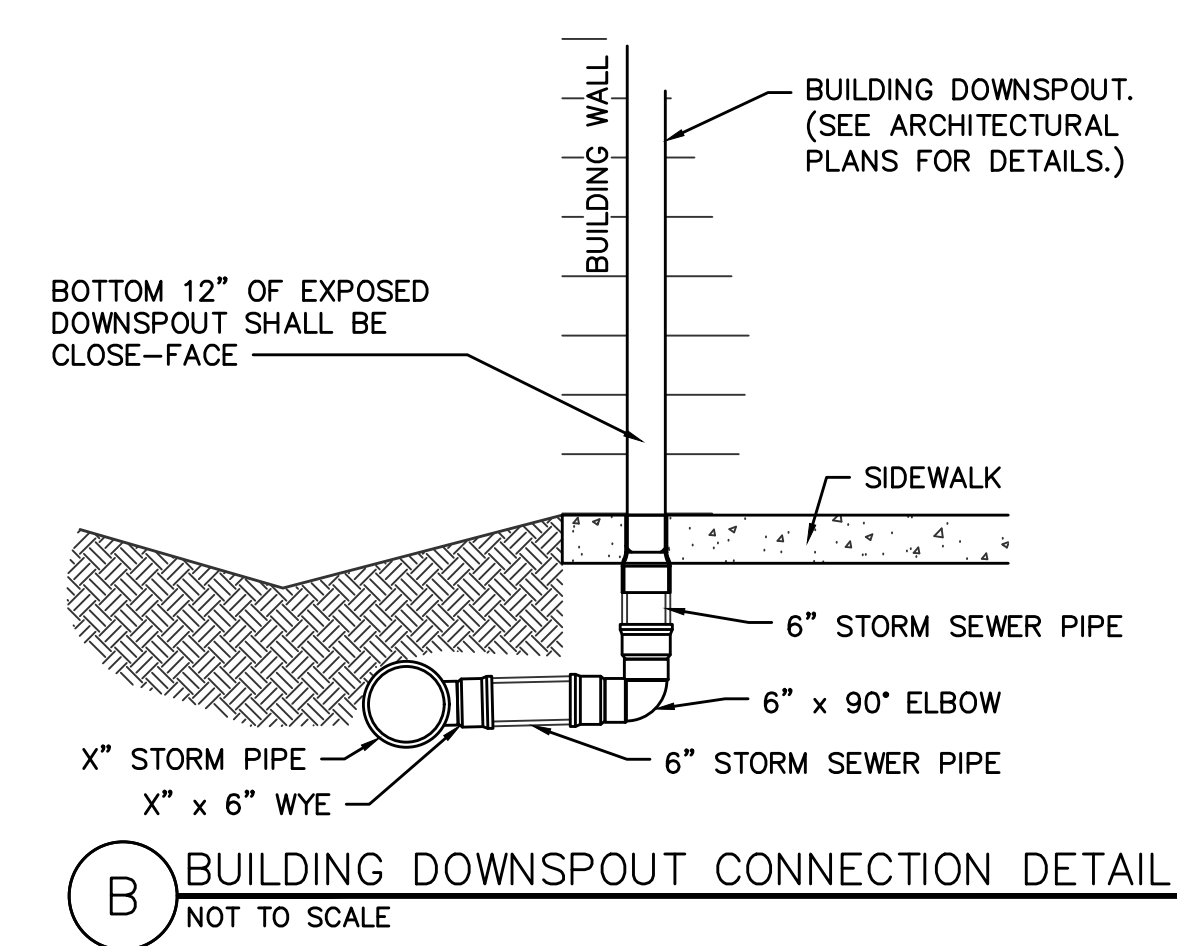 BUILDING WALL
BUILDING DOWNSPOUT.
(SEE ARCHITECTURAL
PLANS FOR DETAILS.)
BOTTOM 12" OF EXPOSED
DOWNSPOUT SHALL BE
CLOSE-FACE
SIDEWALK
6" STORM SEWER PIPE
6" x 90° ELBOW
6" STORM SEWER PIPE
X" STORM PIPE
X" x 6" WYE
B
BUILDING DOWNSPOUT CONNECTION DETAIL
NOT TO SCALE